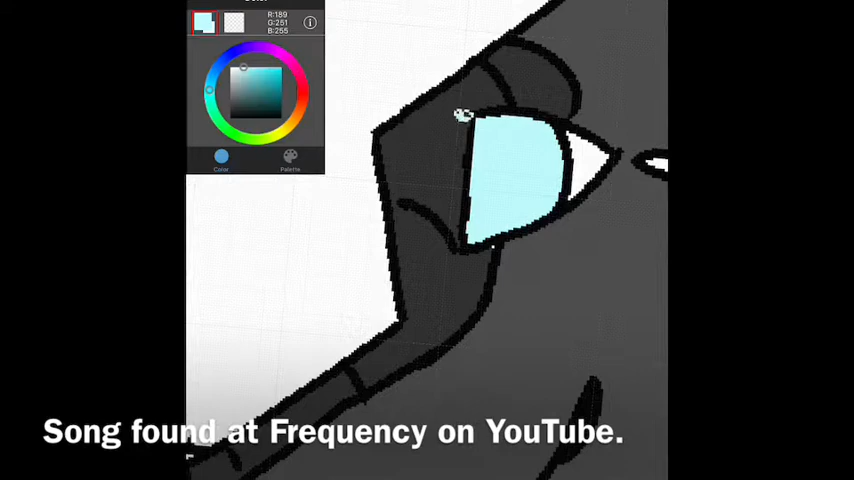 R:189
G:251
B:255
Color
Palette
Song found at Frequency on YouTube.